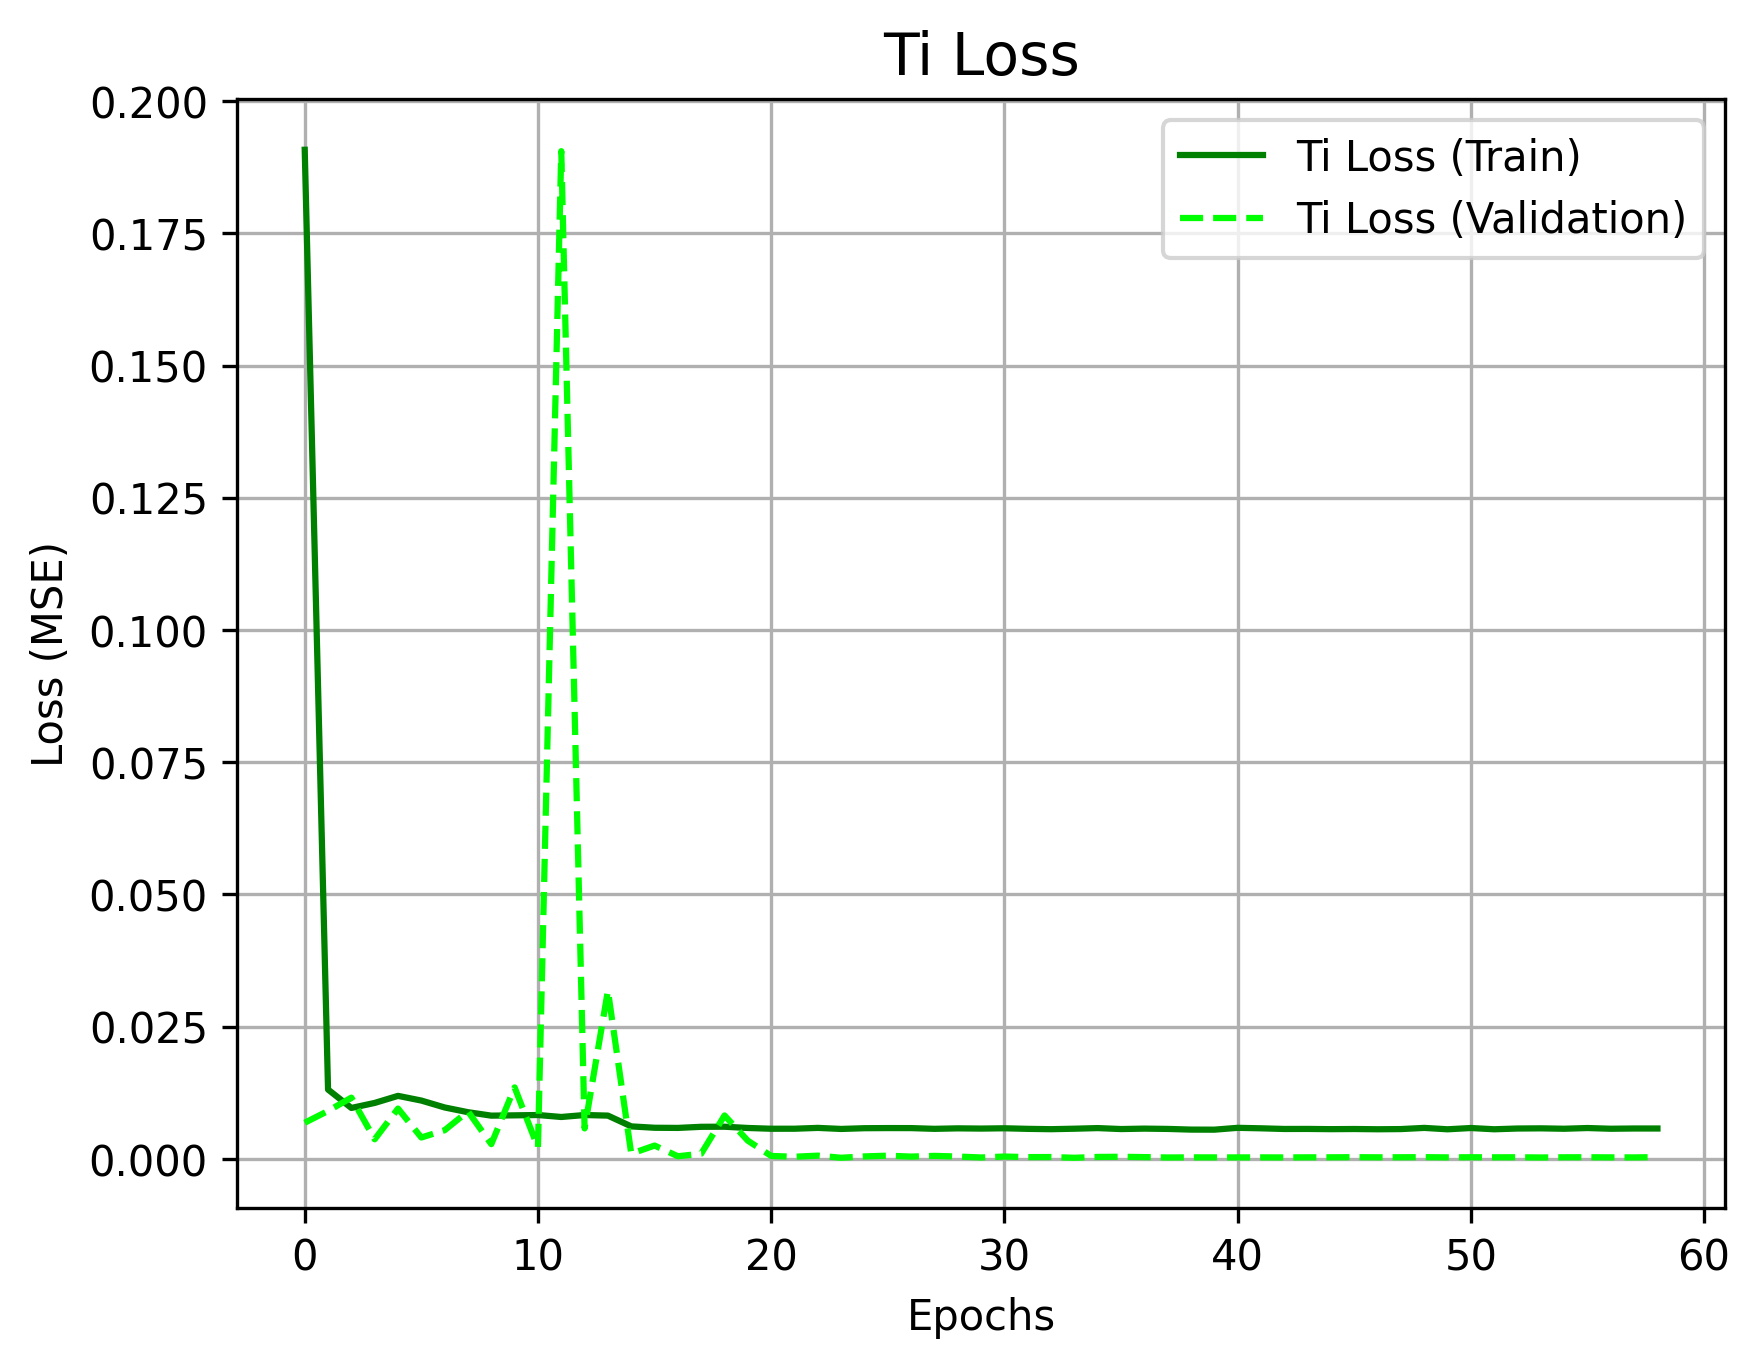 Ti Loss
Ti Loss (Train)
Ti Loss (Validation)
0.200
0.175
0.150
0.125
0.100
0.075
0.050
0.025
0.000
Loss (MSE)
0 10 20 30 40 50 60
Epochs